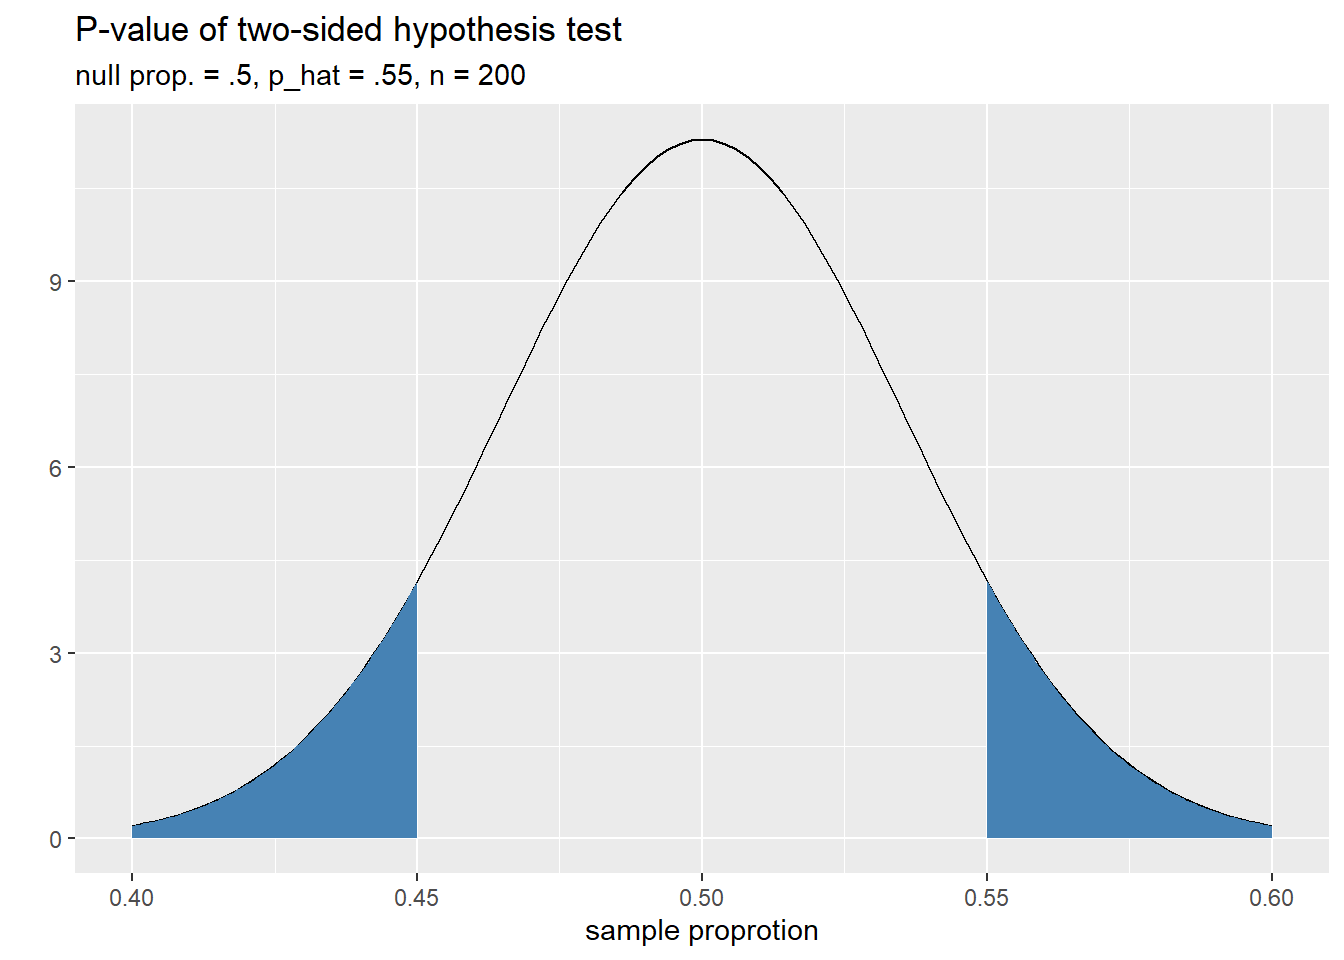 P-value of two-sided hypothesis test
null prop. = .5, p_hat = .55, n = 200
9
6
3
0
0.40 0.45 0.50 0.55 0.60
sample proprotion